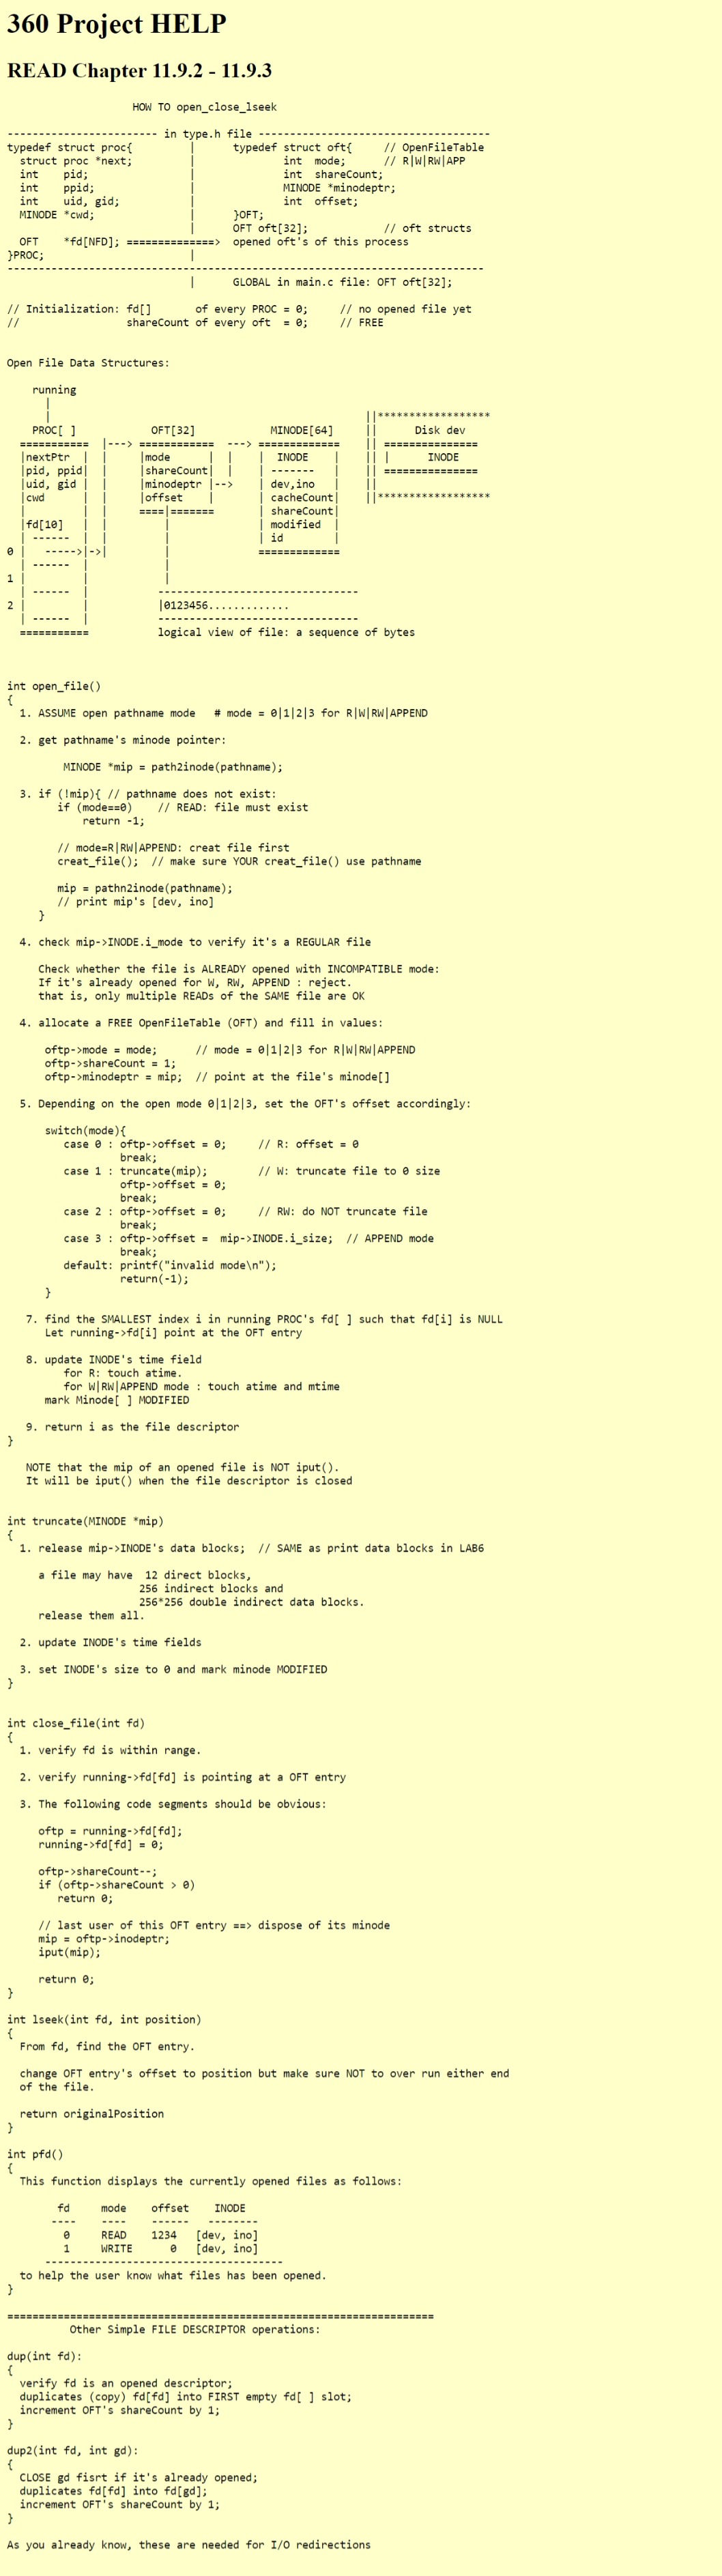 360 Project HELP
READ Chapter 11.9.2 - 11.9.3
                    HOW TO open_close_lseek

------------------------ in type.h file -------------------------------------
typedef struct proc{         |      typedef struct oft{     // OpenFileTable
  struct proc *next;         |              int  mode;      // R|W|RW|APP
  int    pid;                |              int  shareCount;
  int    ppid;               |              MINODE *minodeptr;
  int    uid, gid;           |              int  offset;
  MINODE *cwd;               |      }OFT;
                             |      OFT oft[32];            // oft structs
  OFT    *fd[NFD]; ==============>  opened oft's of this process
}PROC;                       |
----------------------------------------------------------------------------
                             |      GLOBAL in main.c file: OFT oft[32];

// Initialization: fd[]       of every PROC = 0;     // no opened file yet
//                 shareCount of every oft  = 0;     // FREE


Open File Data Structures:

    running
      |
      |                                                  ||******************
    PROC[ ]            OFT[32]            MINODE[64]     ||      Disk dev
  ===========  |---> ============  ---> =============    || ===============
  |nextPtr  |  |     |mode      |  |    |  INODE    |    || |      INODE
  |pid, ppid|  |     |shareCount|  |    | -------   |    || ===============
  |uid, gid |  |     |minodeptr |-->    | dev,ino   |    ||
  |cwd      |  |     |offset    |       | cacheCount|    ||******************
  |         |  |     ====|=======       | shareCount|
  |fd[10]   |  |         |              | modified  |
  | ------  |  |         |              | id        |
0 |   ----->|->|         |              =============
  | ------  |            |
1 |         |            |
  | ------  |           --------------------------------
2 |         |           |0123456.............
  | ------  |           --------------------------------
  ===========           logical view of file: a sequence of bytes



int open_file()
{
  1. ASSUME open pathname mode   # mode = 0|1|2|3 for R|W|RW|APPEND

  2. get pathname's minode pointer:

         MINODE *mip = path2inode(pathname);

  3. if (!mip){ // pathname does not exist:
        if (mode==0)    // READ: file must exist
            return -1;

        // mode=R|RW|APPEND: creat file first
        creat_file();  // make sure YOUR creat_file() use pathname

        mip = pathn2inode(pathname);
        // print mip's [dev, ino]
     }

  4. check mip->INODE.i_mode to verify it's a REGULAR file

     Check whether the file is ALREADY opened with INCOMPATIBLE mode:
     If it's already opened for W, RW, APPEND : reject.
     that is, only multiple READs of the SAME file are OK

  4. allocate a FREE OpenFileTable (OFT) and fill in values:

      oftp->mode = mode;      // mode = 0|1|2|3 for R|W|RW|APPEND
      oftp->shareCount = 1;
      oftp->minodeptr = mip;  // point at the file's minode[]

  5. Depending on the open mode 0|1|2|3, set the OFT's offset accordingly:

      switch(mode){
         case 0 : oftp->offset = 0;     // R: offset = 0
                  break;
         case 1 : truncate(mip);        // W: truncate file to 0 size
                  oftp->offset = 0;
                  break;
         case 2 : oftp->offset = 0;     // RW: do NOT truncate file
                  break;
         case 3 : oftp->offset =  mip->INODE.i_size;  // APPEND mode
                  break;
         default: printf("invalid mode\n");
                  return(-1);
      }

   7. find the SMALLEST index i in running PROC's fd[ ] such that fd[i] is NULL
      Let running->fd[i] point at the OFT entry

   8. update INODE's time field
         for R: touch atime.
         for W|RW|APPEND mode : touch atime and mtime
      mark Minode[ ] MODIFIED

   9. return i as the file descriptor
}

   NOTE that the mip of an opened file is NOT iput().
   It will be iput() when the file descriptor is closed


int truncate(MINODE *mip)
{
  1. release mip->INODE's data blocks;  // SAME as print data blocks in LAB6

     a file may have  12 direct blocks,
                     256 indirect blocks and
                     256*256 double indirect data blocks.
     release them all.

  2. update INODE's time fields

  3. set INODE's size to 0 and mark minode MODIFIED
}


int close_file(int fd)
{
  1. verify fd is within range.

  2. verify running->fd[fd] is pointing at a OFT entry

  3. The following code segments should be obvious:

     oftp = running->fd[fd];
     running->fd[fd] = 0;

     oftp->shareCount--;
     if (oftp->shareCount > 0)
        return 0;

     // last user of this OFT entry ==> dispose of its minode
     mip = oftp->inodeptr;
     iput(mip);

     return 0;
}

int lseek(int fd, int position)
{
  From fd, find the OFT entry.

  change OFT entry's offset to position but make sure NOT to over run either end
  of the file.

  return originalPosition
}

int pfd()
{
  This function displays the currently opened files as follows:

        fd     mode    offset    INODE
       ----    ----    ------   --------
         0     READ    1234   [dev, ino]
         1     WRITE      0   [dev, ino]
      --------------------------------------
  to help the user know what files has been opened.
}

====================================================================
          Other Simple FILE DESCRIPTOR operations:

dup(int fd):
{
  verify fd is an opened descriptor;
  duplicates (copy) fd[fd] into FIRST empty fd[ ] slot;
  increment OFT's shareCount by 1;
}

dup2(int fd, int gd):
{
  CLOSE gd fisrt if it's already opened;
  duplicates fd[fd] into fd[gd];
  increment OFT's shareCount by 1;
}

As you already know, these are needed for I/O redirections